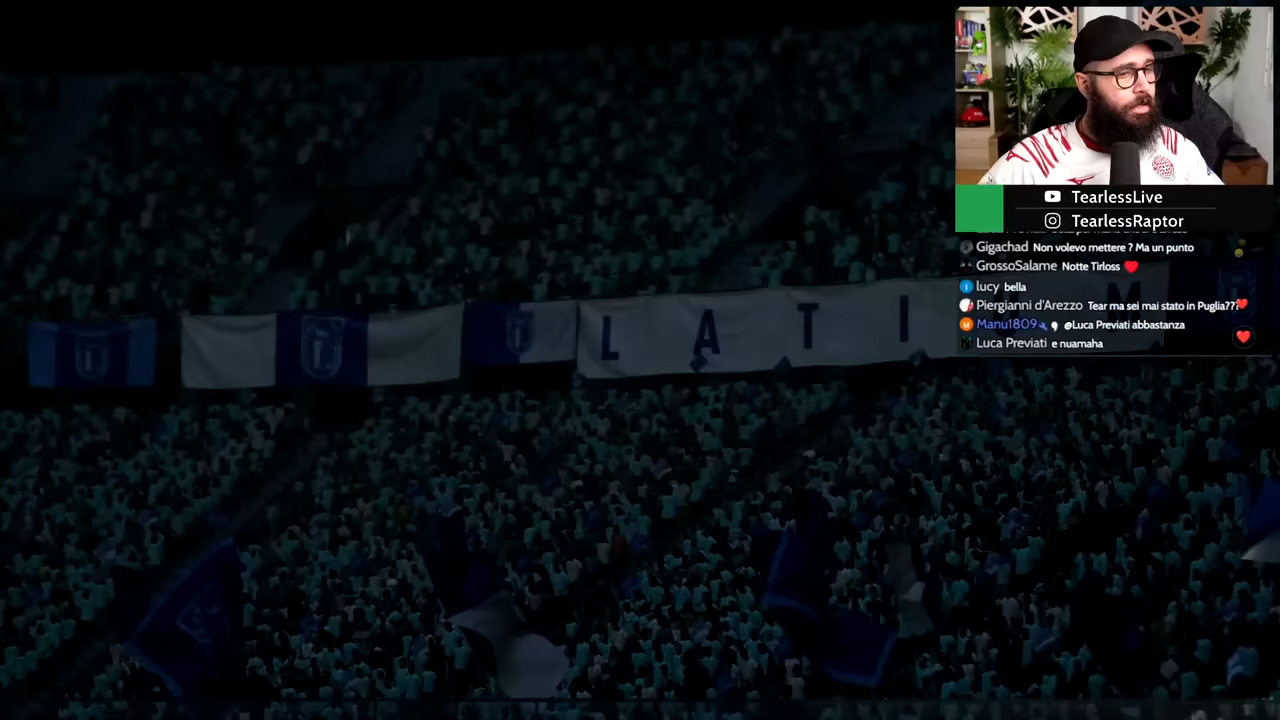 TearlessLive
TearlessRaptor
Gigachad Non volevo mettere ? Ma un punto
GrossoSalame Notte Tirloss
lucy bella
Piergianni d'Arezzo Tear ma sei mai stato in Puglia???
Manu1809 @Luca Previati abbastanza
Luca Previati e nuamaha
L A T I M